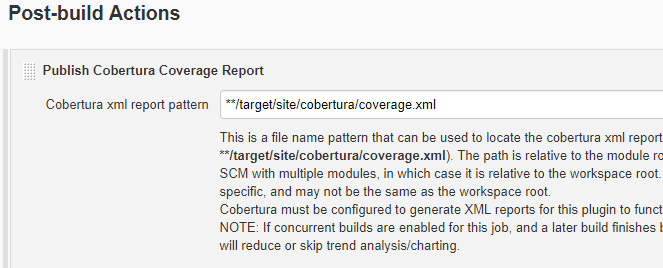 Post-build Actions
Publish Cobertura Coverage Report
Cobertura xml report pattern
**/target/site/cobertura/coverage.xml
This is a file name pattern that can be used to locate the cobertura xml report
**/target/site/cobertura/coverage.xml). The path is relative to the module ro
SCM with multiple modules, in which case it is relative to the workspace root.
specific, and may not be the same as the workspace root.
Cobertura must be configured to generate XML reports for this plugin to funct
NOTE: If concurrent builds are enabled for this job, and a later build finishes b
will reduce or skip trend analysis/charting.